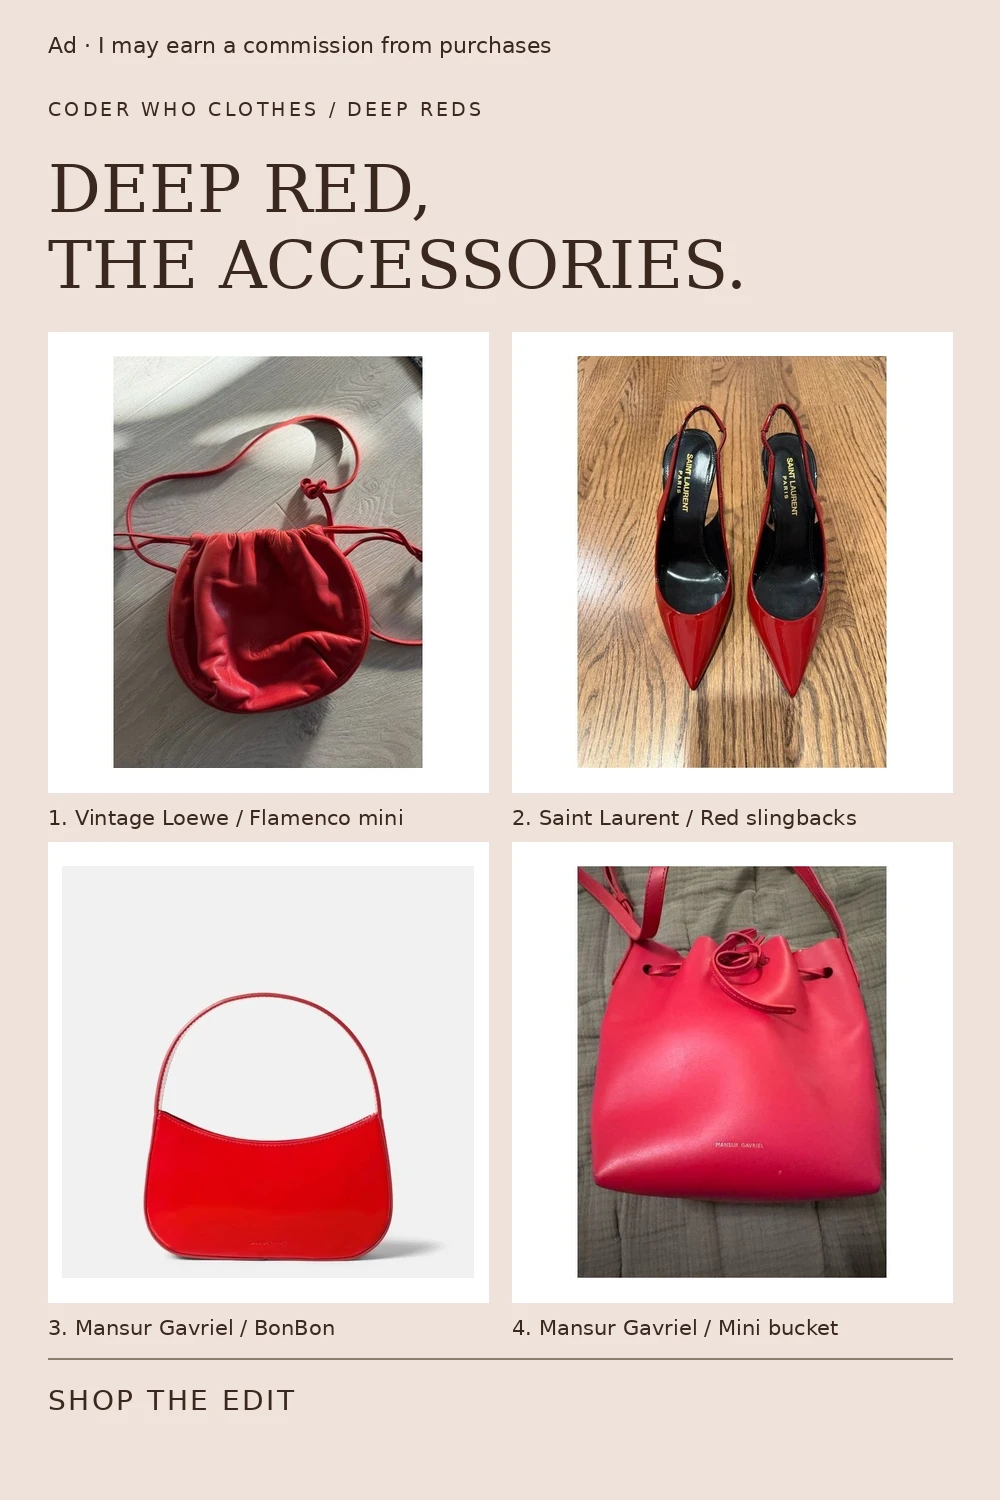 Ad · I may earn a commission from purchases
CODER WHO CLOTHES / DEEP REDS
DEEP RED,
THE ACCESSORIES.
SAINT LAURENT
PARIS
SAINT LAURENT
PARIS
1. Vintage Loewe / Flamenco mini
2. Saint Laurent / Red slingbacks
MANSUR GAVRIEL
3. Mansur Gavriel / BonBon
4. Mansur Gavriel / Mini bucket
SHOP THE EDIT